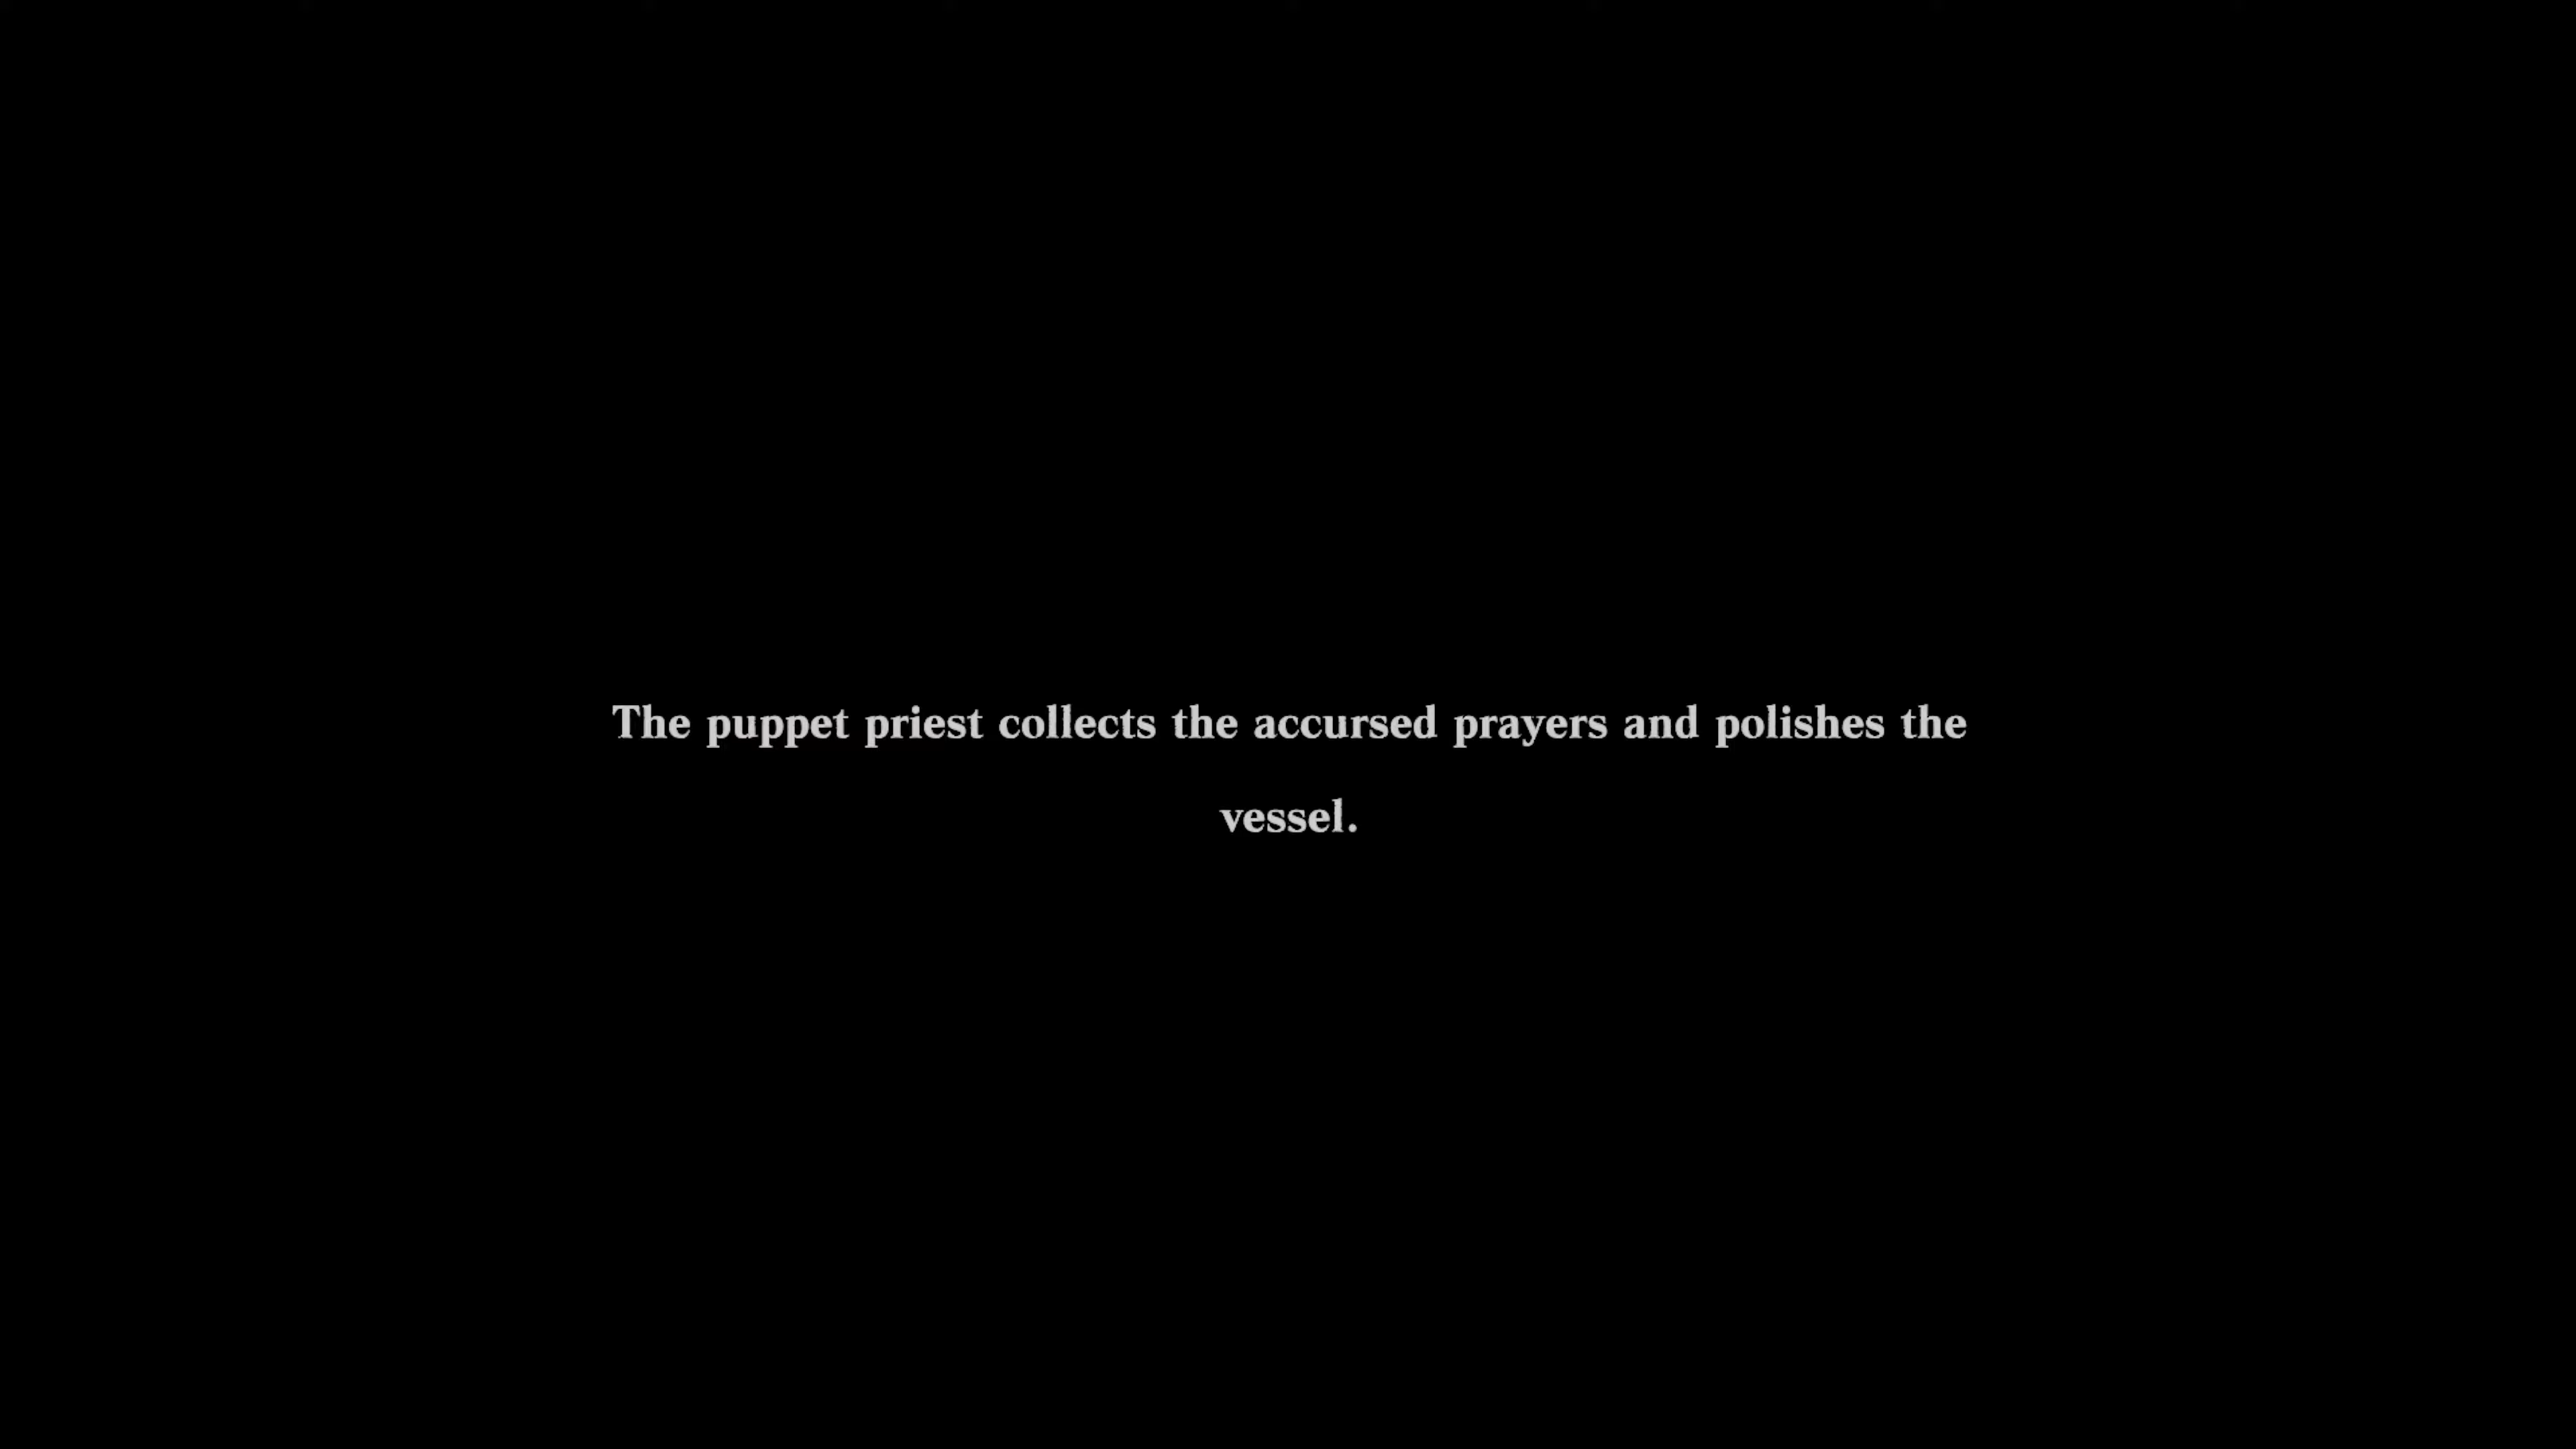 The puppet priest collects the accursed prayers and polishes the
vessel.